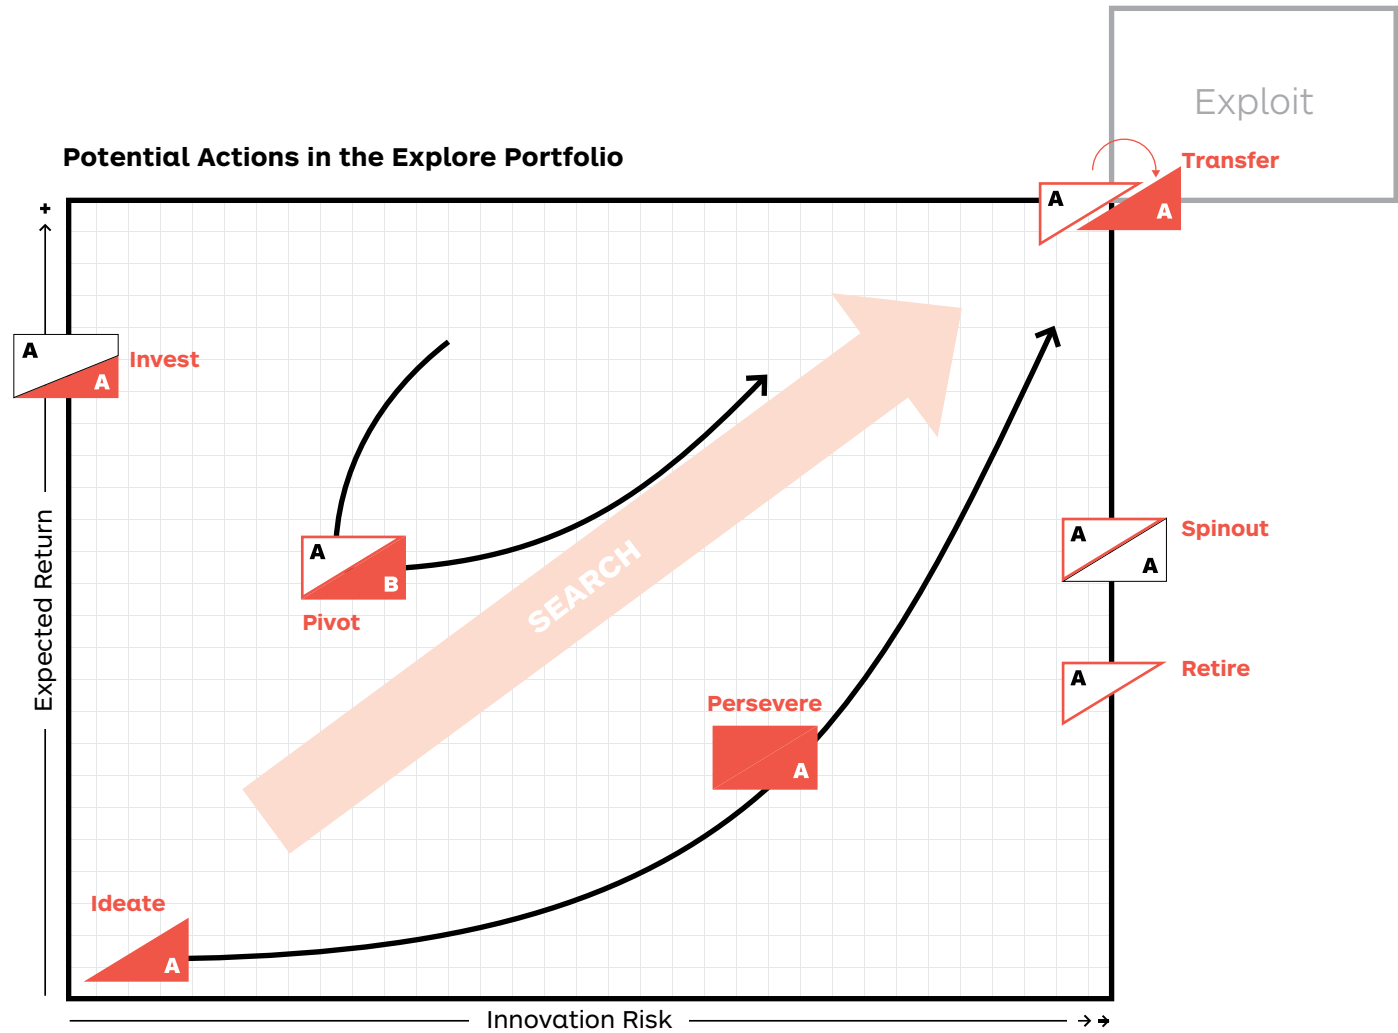 Exploit
Potential Actions in the Explore Portfolio
Transfer
A
A
+
A
A
Invest
Expected Return
A
B
Pivot
SEARCH
A
A
Spinout
A
Retire
Persevere
A
Ideate
A
Innovation Risk